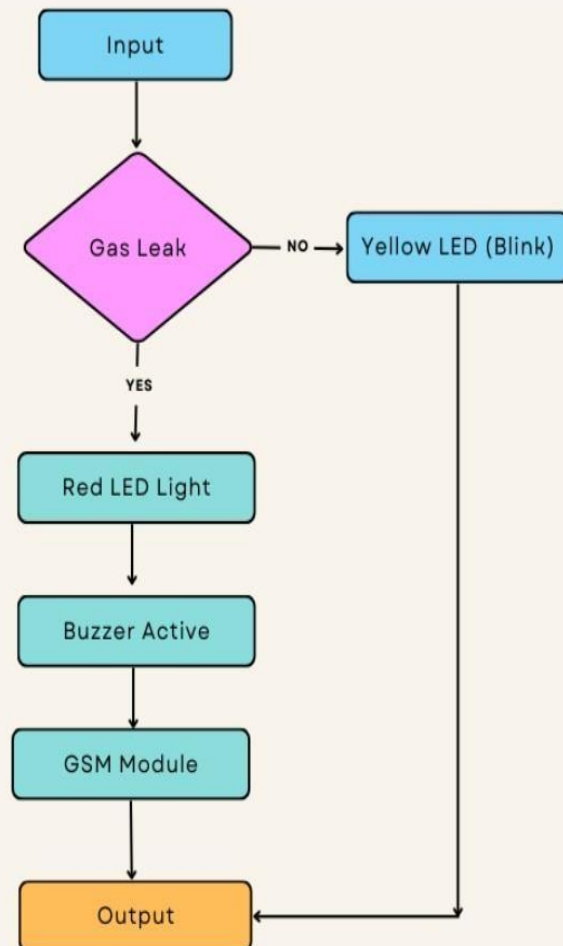 Input
Gas Leak
NO
Yellow LED (Blink)
YES
Red LED Light
Buzzer Active
GSM Module
Output